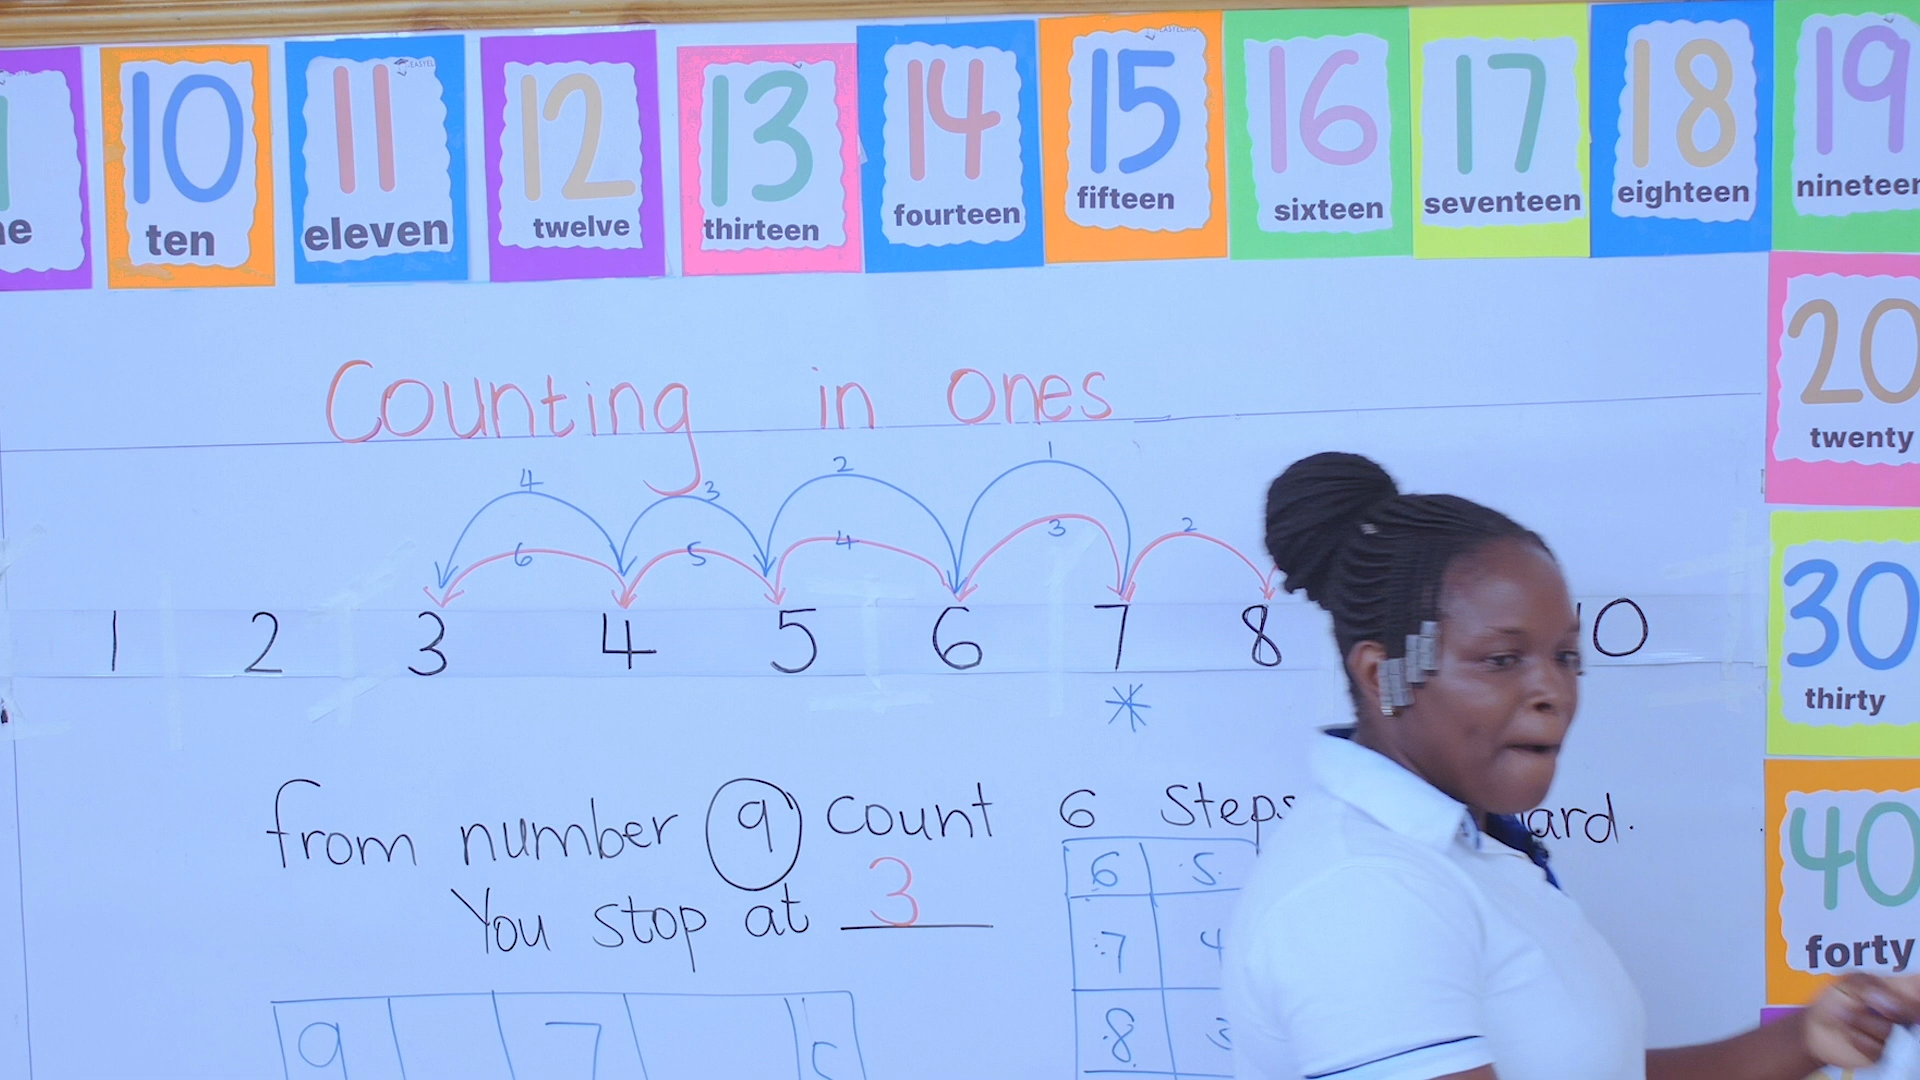 10 11 12 13 14 15 16 17 18 19
ten eleven twelve thirteen fourteen fifteen sixteen seventeen eighteen nineteen
20
twenty
30
thirty
40
forty
Counting in Ones
4 3 2 1
6 5 4 3 2
1 2 3 4 5 6 7 8 10
*
from number 9 count 6 steps
You stop at 3
6 5
7 4
8 3
9 7